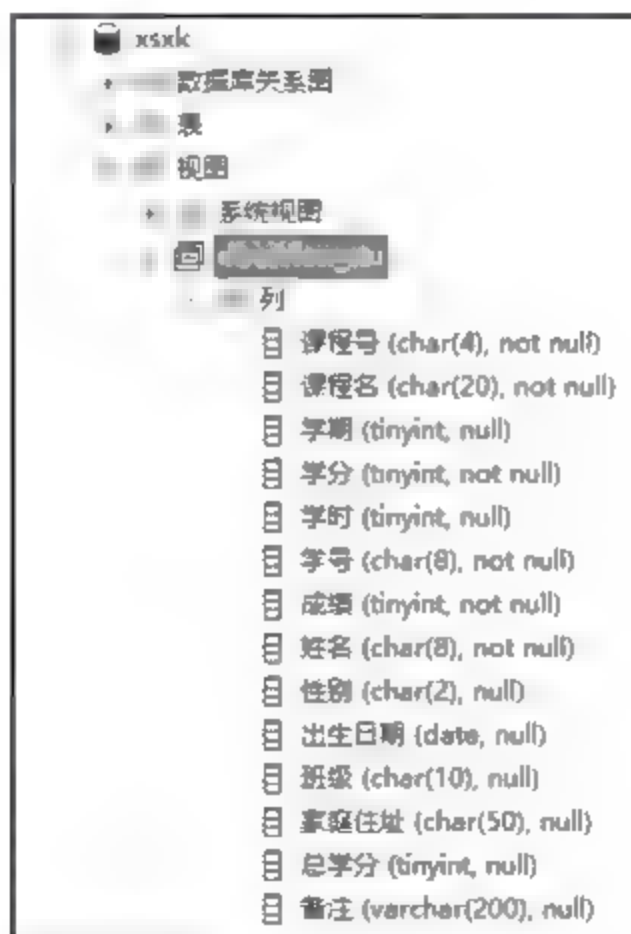 xsxk
数据库关系图
表
视图
系统视图
列
课程号 (char(4), not null)
课程名 (char(20), not null)
学期 (tinyint, null)
学分 (tinyint, not null)
学时 (tinyint, null)
学号 (char(8), not null)
成绩 (tinyint, not null)
姓名 (char(8), not null)
性别 (char(2), null)
出生日期 (date, null)
班级 (char(10), null)
家庭住址 (char(50), null)
总学分 (tinyint, null)
备注 (varchar(200), null)